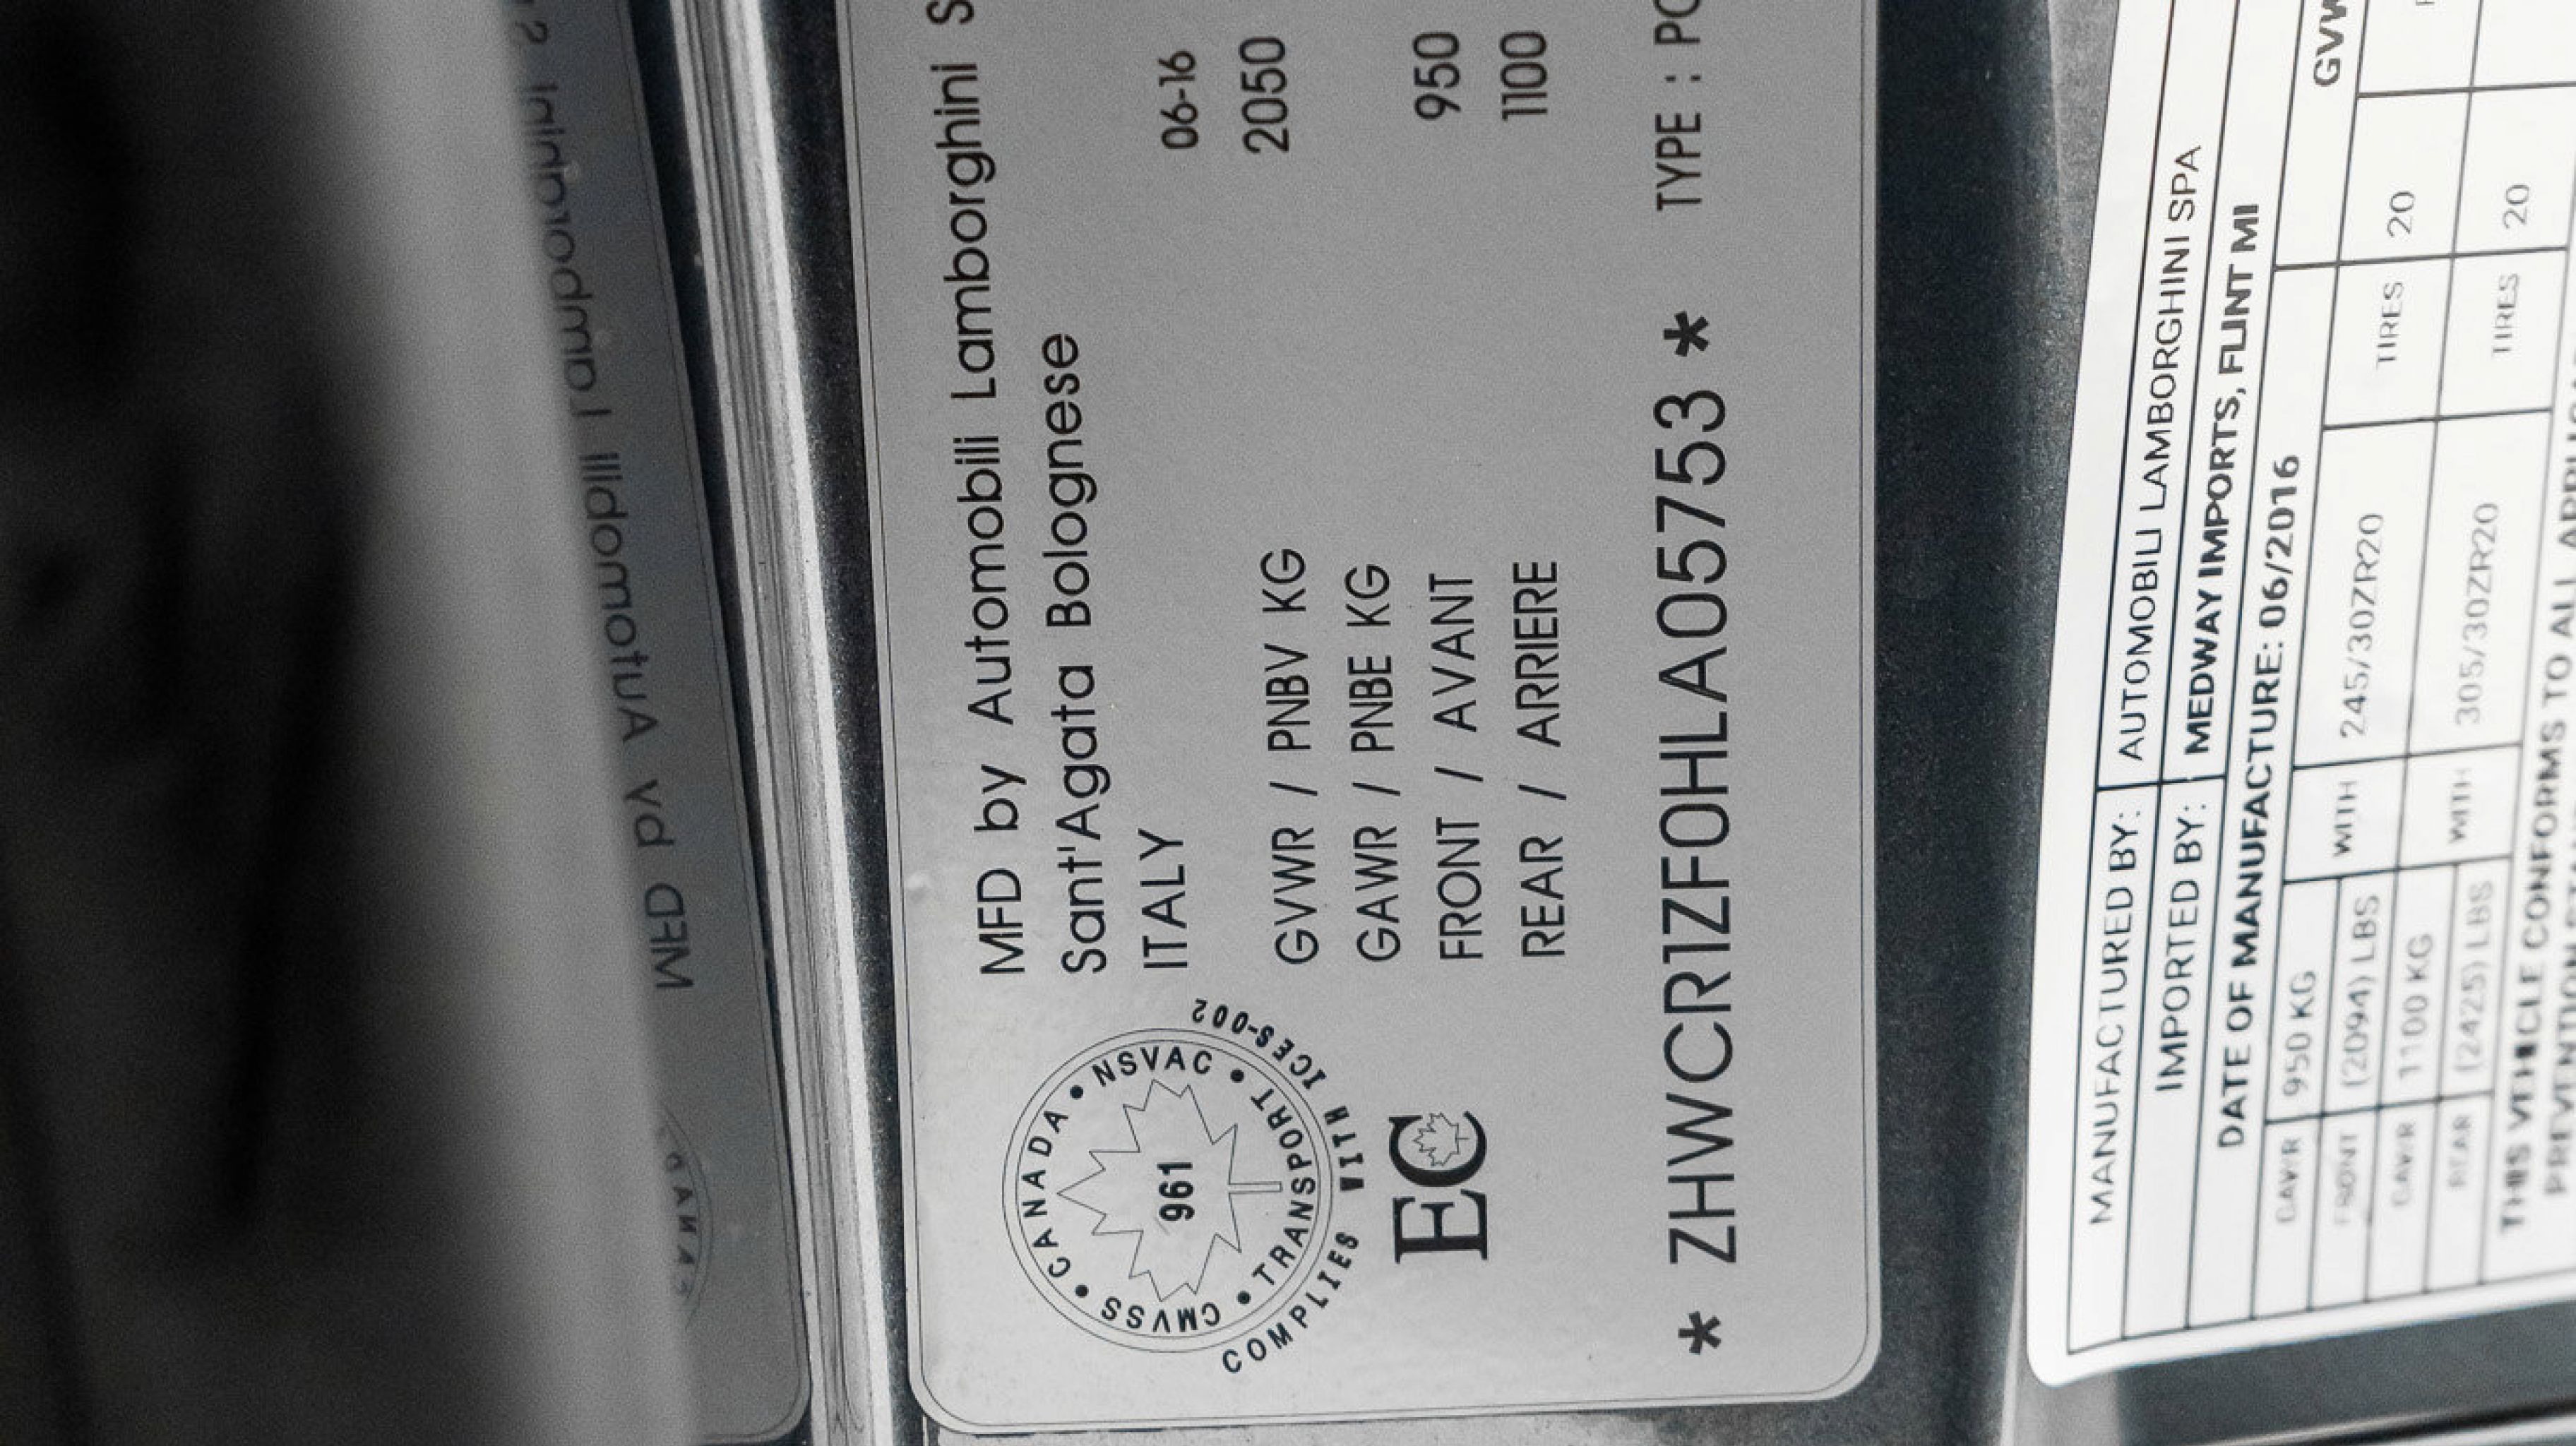 MFD by Automobili Lamborghini S
Sant'Agata Bolognese
ITALY 06-16
GVWR / PNBV KG 2050
GAWR / PNBE KG
FRONT / AVANT 950
REAR / ARRIERE 1100
* ZHWCR1ZF0HLA05753 * TYPE : PC
• CANADA • NSVAC • TRANSPORT • CMVSS
961
COMPLIES WITH ICES-002
EC
MANUFACTURED BY: AUTOMOBILI LAMBORGHINI SPA
IMPORTED BY: MEDWAY IMPORTS, FLINT MI
DATE OF MANUFACTURE: 06/2016 GVW
GAWR 950 KG WITH 245/30ZR20 TIRES 20
FRONT (2094) LBS
GAWR 1100 KG WITH 305/30ZR20 TIRES 20
REAR (2425) LBS
THIS VEHICLE CONFORMS TO ALL
PREVENTION
MFD by Automobili Lamborghini S